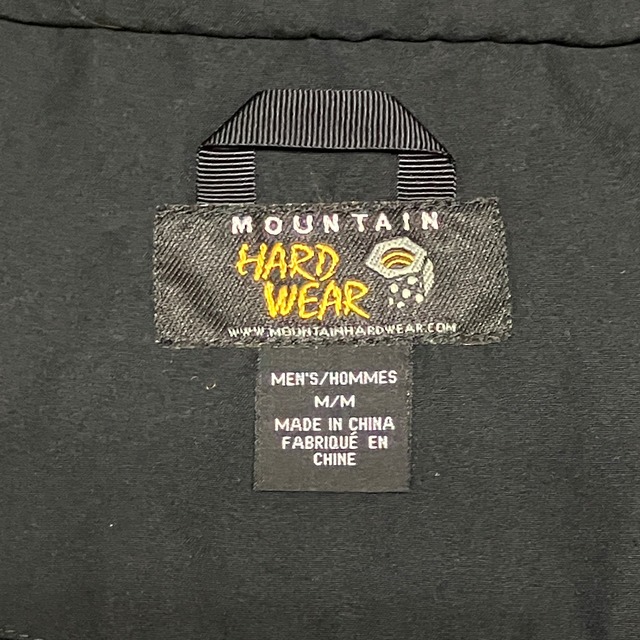 MOUNTAIN
HARD
WEAR
WWW.MOUNTAINHARDWEAR.COM
MEN'S/HOMMES
M/M
MADE IN CHINA
FABRIQUÉ EN
CHINE